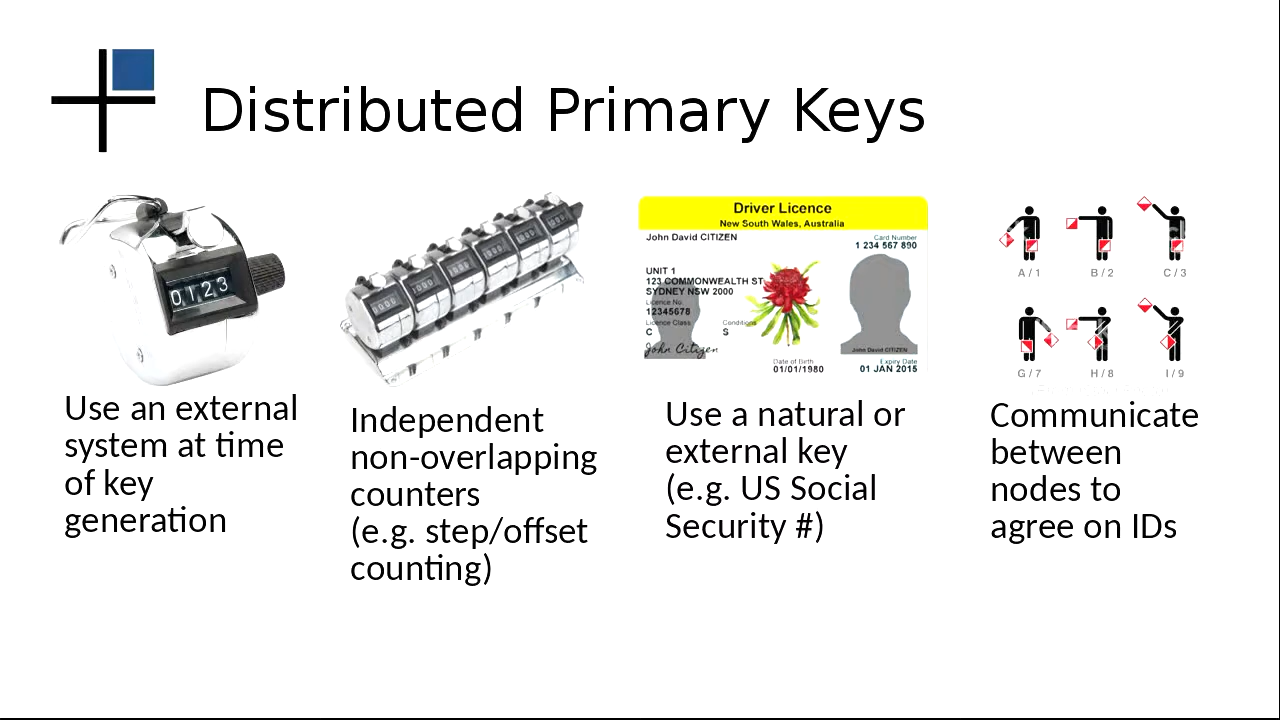 Distributed Primary Keys
0123
Use an external
system at time
of key
generation
Independent
non-overlapping
counters
(e.g. step/offset
counting)
Driver Licence
New South Wales, Australia
John David CITIZEN
Card Number
1 234 567 890
UNIT 1
123 COMMONWEALTH ST
SYDNEY NSW 2000
Licence No.
12345678
Licence Class
Conditions
C
S
John Citizen
John David CITIZEN
Date of Birth
01/01/1980
Expiry Date
01 JAN 2015
Use a natural or
external key
(e.g. US Social
Security #)
A / 1
B / 2
C / 3
G / 7
H / 8
I / 9
Communicate
between
nodes to
agree on IDs